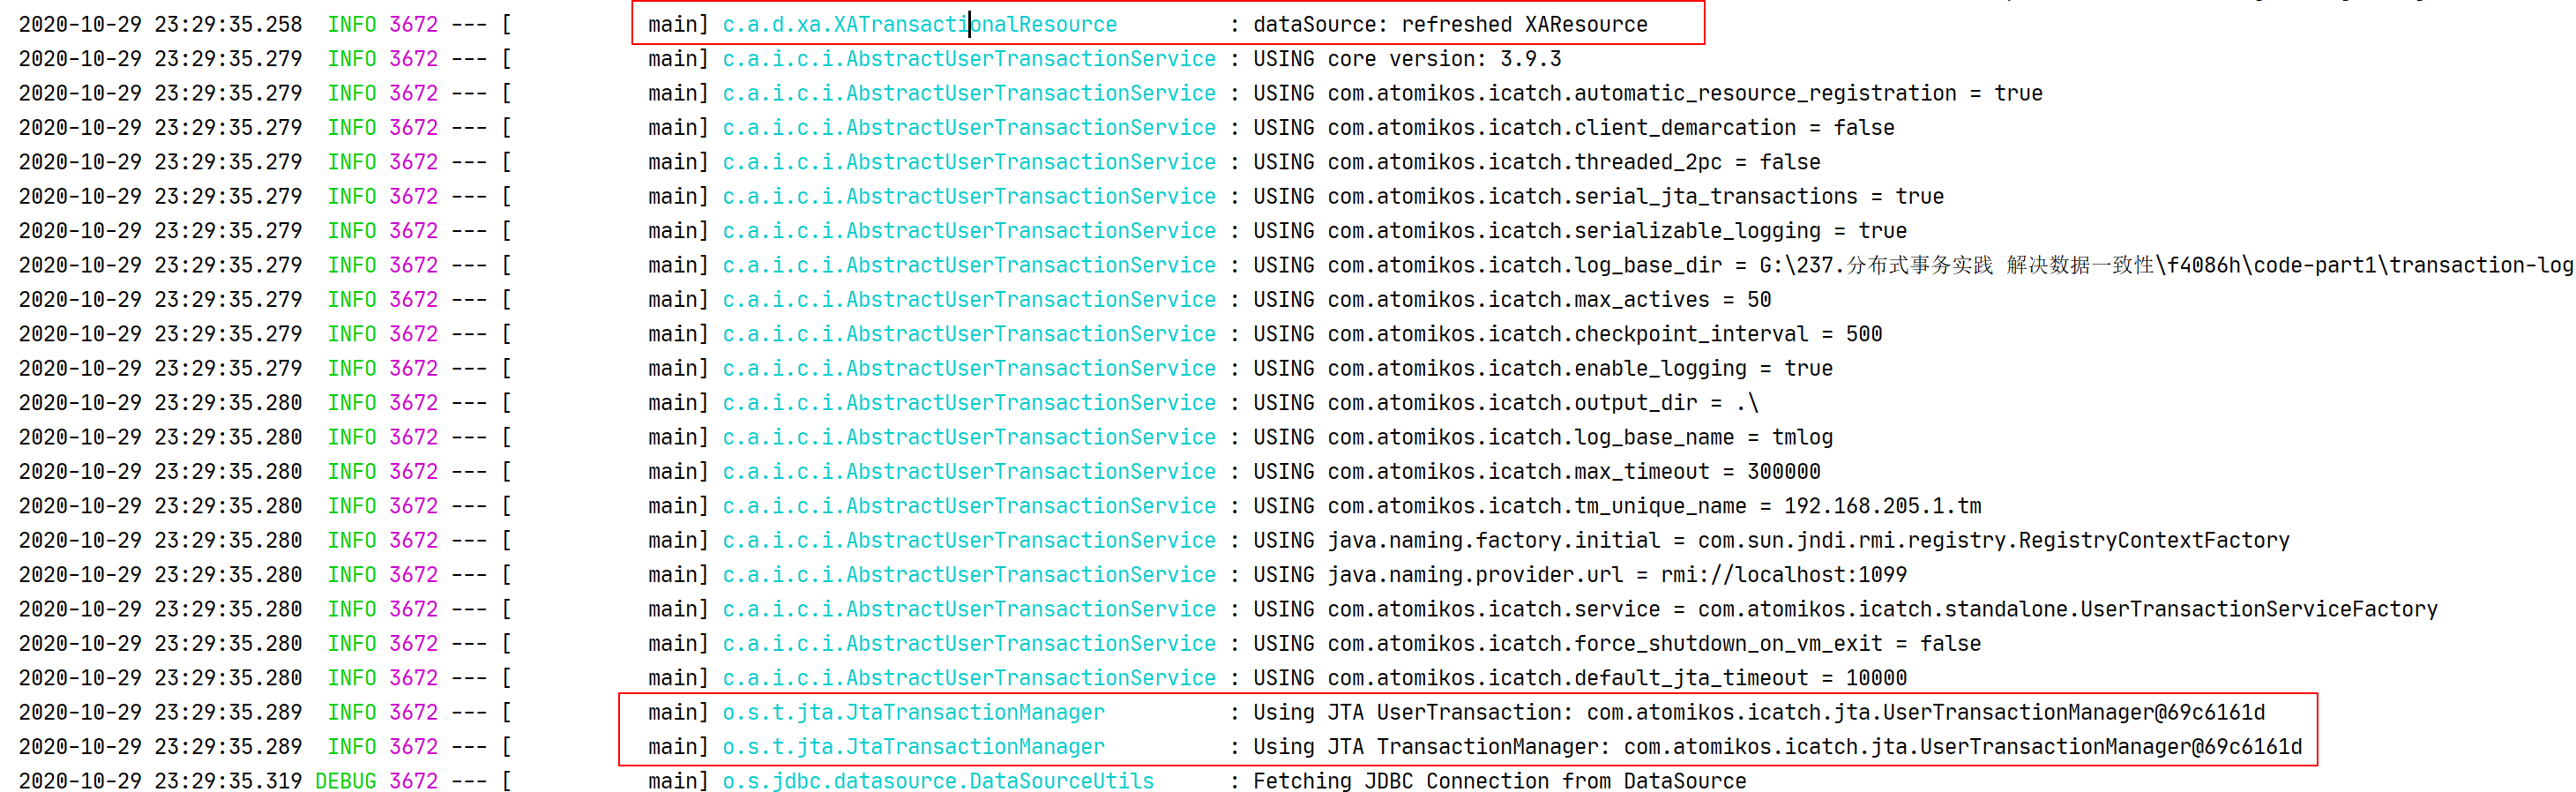 2020-10-29 23:29:35.258  INFO 3672 --- [           main] c.a.d.xa.XATransactionalResource         : dataSource: refreshed XAResource
2020-10-29 23:29:35.279  INFO 3672 --- [           main] c.a.i.c.i.AbstractUserTransactionService : USING core version: 3.9.3
2020-10-29 23:29:35.279  INFO 3672 --- [           main] c.a.i.c.i.AbstractUserTransactionService : USING com.atomikos.icatch.automatic_resource_registration = true
2020-10-29 23:29:35.279  INFO 3672 --- [           main] c.a.i.c.i.AbstractUserTransactionService : USING com.atomikos.icatch.client_demarcation = false
2020-10-29 23:29:35.279  INFO 3672 --- [           main] c.a.i.c.i.AbstractUserTransactionService : USING com.atomikos.icatch.threaded_2pc = false
2020-10-29 23:29:35.279  INFO 3672 --- [           main] c.a.i.c.i.AbstractUserTransactionService : USING com.atomikos.icatch.serial_jta_transactions = true
2020-10-29 23:29:35.279  INFO 3672 --- [           main] c.a.i.c.i.AbstractUserTransactionService : USING com.atomikos.icatch.serializable_logging = true
2020-10-29 23:29:35.279  INFO 3672 --- [           main] c.a.i.c.i.AbstractUserTransactionService : USING com.atomikos.icatch.log_base_dir = G:\237.分布式事务实践 解决数据一致性\f4086h\code-part1\transaction-log
2020-10-29 23:29:35.279  INFO 3672 --- [           main] c.a.i.c.i.AbstractUserTransactionService : USING com.atomikos.icatch.max_actives = 50
2020-10-29 23:29:35.279  INFO 3672 --- [           main] c.a.i.c.i.AbstractUserTransactionService : USING com.atomikos.icatch.checkpoint_interval = 500
2020-10-29 23:29:35.279  INFO 3672 --- [           main] c.a.i.c.i.AbstractUserTransactionService : USING com.atomikos.icatch.enable_logging = true
2020-10-29 23:29:35.280  INFO 3672 --- [           main] c.a.i.c.i.AbstractUserTransactionService : USING com.atomikos.icatch.output_dir = .\
2020-10-29 23:29:35.280  INFO 3672 --- [           main] c.a.i.c.i.AbstractUserTransactionService : USING com.atomikos.icatch.log_base_name = tmlog
2020-10-29 23:29:35.280  INFO 3672 --- [           main] c.a.i.c.i.AbstractUserTransactionService : USING com.atomikos.icatch.max_timeout = 300000
2020-10-29 23:29:35.280  INFO 3672 --- [           main] c.a.i.c.i.AbstractUserTransactionService : USING com.atomikos.icatch.tm_unique_name = 192.168.205.1.tm
2020-10-29 23:29:35.280  INFO 3672 --- [           main] c.a.i.c.i.AbstractUserTransactionService : USING java.naming.factory.initial = com.sun.jndi.rmi.registry.RegistryContextFactory
2020-10-29 23:29:35.280  INFO 3672 --- [           main] c.a.i.c.i.AbstractUserTransactionService : USING java.naming.provider.url = rmi://localhost:1099
2020-10-29 23:29:35.280  INFO 3672 --- [           main] c.a.i.c.i.AbstractUserTransactionService : USING com.atomikos.icatch.service = com.atomikos.icatch.standalone.UserTransactionServiceFactory
2020-10-29 23:29:35.280  INFO 3672 --- [           main] c.a.i.c.i.AbstractUserTransactionService : USING com.atomikos.icatch.force_shutdown_on_vm_exit = false
2020-10-29 23:29:35.280  INFO 3672 --- [           main] c.a.i.c.i.AbstractUserTransactionService : USING com.atomikos.icatch.default_jta_timeout = 10000
2020-10-29 23:29:35.289  INFO 3672 --- [           main] o.s.t.jta.JtaTransactionManager          : Using JTA UserTransaction: com.atomikos.icatch.jta.UserTransactionManager@69c6161d
2020-10-29 23:29:35.289  INFO 3672 --- [           main] o.s.t.jta.JtaTransactionManager          : Using JTA TransactionManager: com.atomikos.icatch.jta.UserTransactionManager@69c6161d
2020-10-29 23:29:35.319 DEBUG 3672 --- [           main] o.s.jdbc.datasource.DataSourceUtils      : Fetching JDBC Connection from DataSource